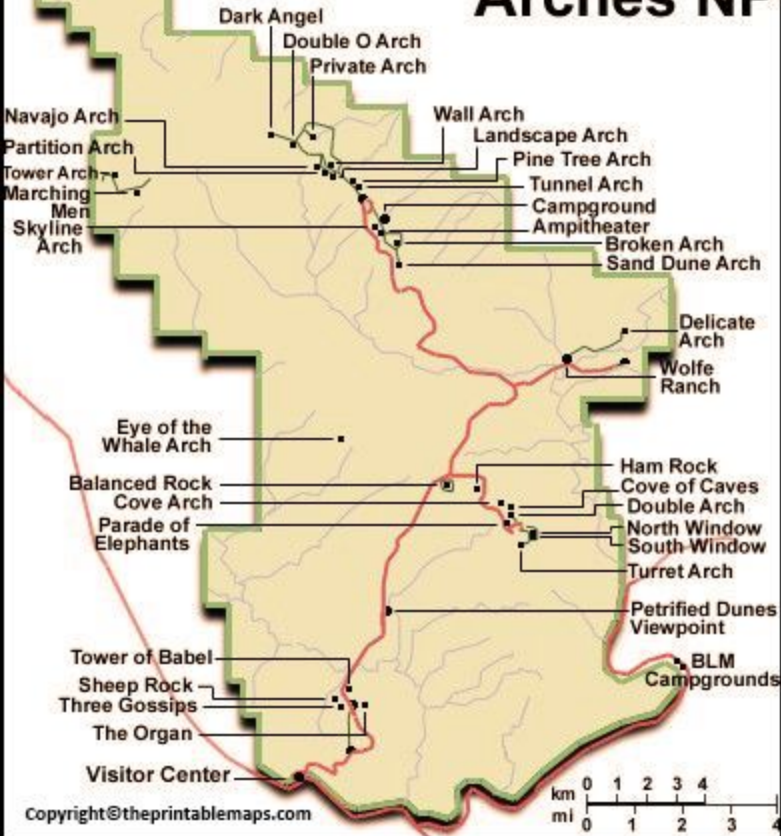 Arches NP
Dark Angel
Double O Arch
Private Arch
Navajo Arch
Wall Arch
Landscape Arch
Partition Arch
Pine Tree Arch
Tower Arch
Tunnel Arch
Marching
Men
Campground
Skyline
Arch
Ampitheater
Broken Arch
Sand Dune Arch
Delicate
Arch
Wolfe
Ranch
Eye of the
Whale Arch
Ham Rock
Balanced Rock
Cove of Caves
Cove Arch
Double Arch
Parade of
Elephants
North Window
South Window
Turret Arch
Petrified Dunes
Viewpoint
Tower of Babel
BLM
Campgrounds
Sheep Rock
Three Gossips
The Organ
Visitor Center
0 1 2 3 4
km
mi
0 1 2 4
Copyright©theprintablemaps.com